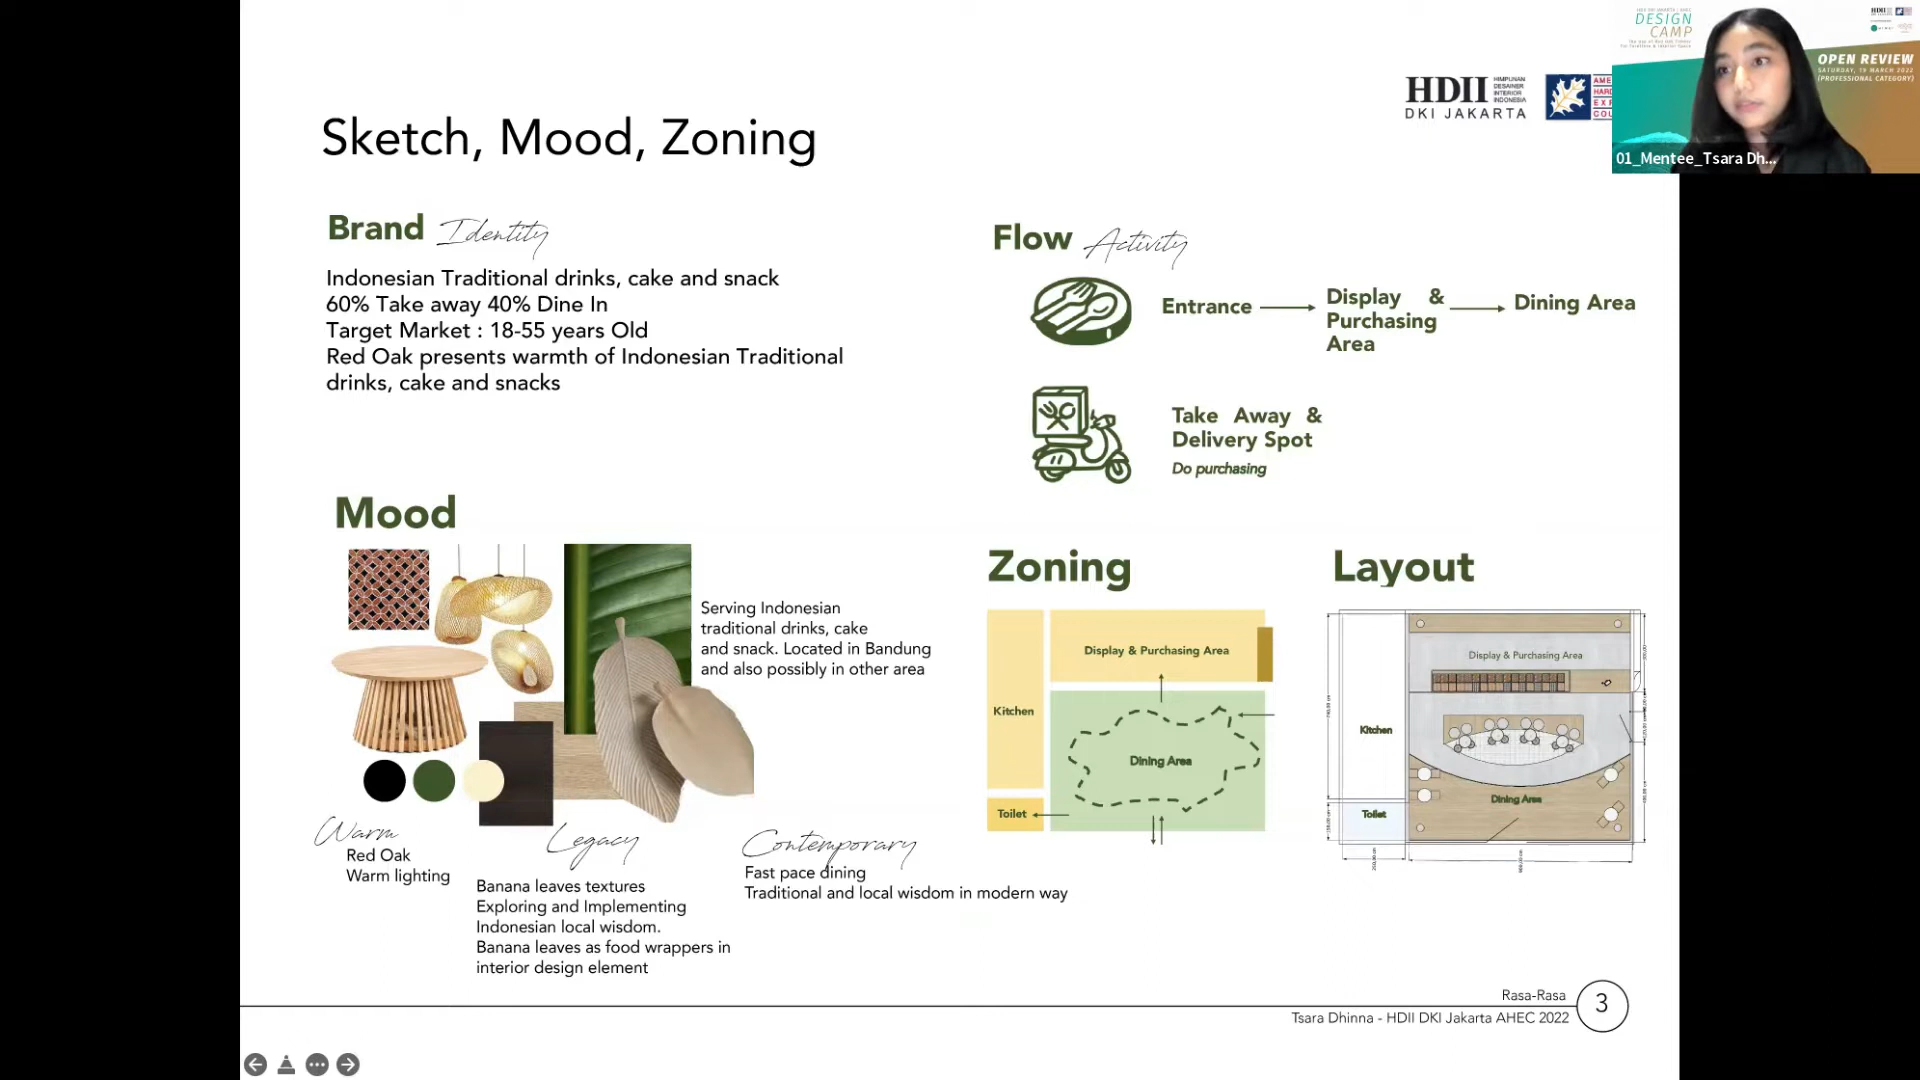 Sketch, Mood, Zoning
HDII
HIMPUNAN
DESAINER
INTERIOR
INDONESIA
DKI JAKARTA
DESIGN
CAMP
OPEN REVIEW
SATURDAY, 19 MARCH 2022
(PROFESSIONAL CATEGORY)
01_Mentee_Tsara Dh...
Brand Identity
Indonesian Traditional drinks, cake and snack
60% Take away 40% Dine In
Target Market : 18-55 years Old
Red Oak presents warmth of Indonesian Traditional
drinks, cake and snacks
Flow Activity
Entrance
Display &
Purchasing
Area
Dining Area
Take Away &
Delivery Spot
Do purchasing
Mood
Serving Indonesian
traditional drinks, cake
and snack. Located in Bandung
and also possibly in other area
Warm
Red Oak
Warm lighting
Legacy
Banana leaves textures
Exploring and Implementing
Indonesian local wisdom.
Banana leaves as food wrappers in
interior design element
Contemporary
Fast pace dining
Traditional and local wisdom in modern way
Zoning
Display & Purchasing Area
Kitchen
Dining Area
Toilet
Layout
Display & Purchasing Area
Kitchen
Dining Area
Toilet
Rasa-Rasa
Tsara Dhinna - HDII DKI Jakarta AHEC 2022
3